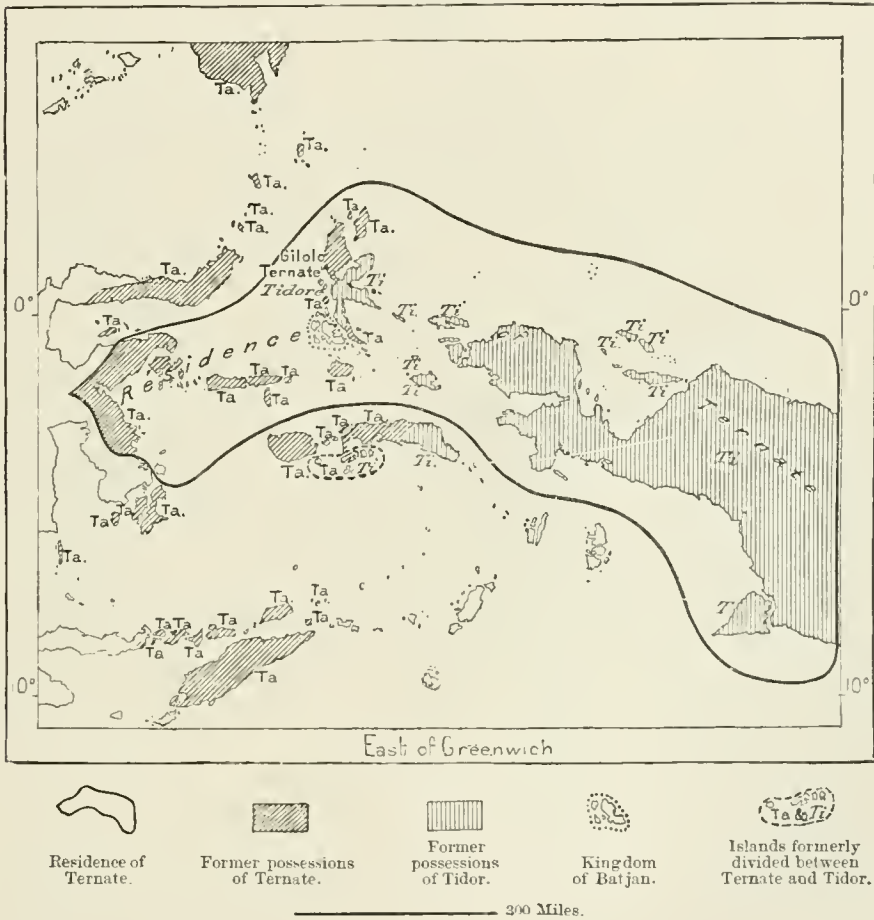 Ta.
Ta.
Ta.
Ta.
Ta.
Ta
Ta.
Ta.
Gilolo
Ternate
Tidore
Ti
0°
0°
Ta
Ta.
Ta
Ti
Ti
Ti
Ti
Ti
Residence
Ta
Ta
Ta
Ta
Ta
Ti
Ti
Ti
Ternate
Ti
Ta.
Ta
Ta
Ta.
Ta & Ti
Ti.
Ta
Ta
Ta.
Ta.
T
Ta.
Ta
Ta.
TaTa
Ta.
Ta
Ta
Ta
10°
10°
East of Greenwich
Residence of
Ternate.
Former possessions
of Ternate.
Former
possessions
of Tidor.
Kingdom
of Batjan.
Ta & Ti
Islands formerly
divided between
Ternate and Tidor.
300 Miles.